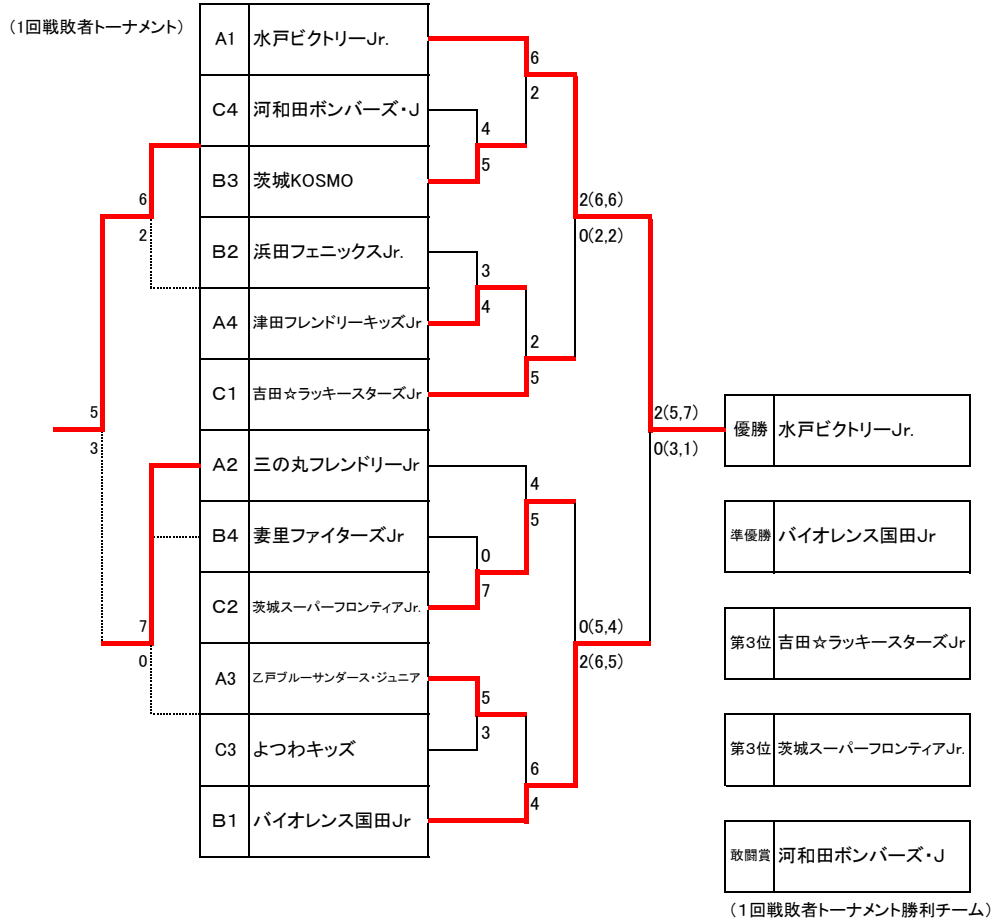 (1回戦敗者トーナメント)
A1 水戸ビクトリーJr.
C4 河和田ボンバーズ・J
B3 茨城KOSMO
B2 浜田フェニックスJr.
A4 津田フレンドリーキッズJr
C1 吉田☆ラッキースターズJr
A2 三の丸フレンドリーJr
B4 妻里ファイターズJr
C2 茨城スーパーフロンティアJr.
A3 乙戸ブルーサンダース・ジュニア
C3 よつわキッズ
B1 バイオレンス国田Jr
6
2
5
3
7
0
6
2
4
5
3
4
2
5
4
5
0
7
5
3
6
4
2(6,6)
0(2,2)
0(5,4)
2(6,5)
2(5,7)
0(3,1)
優勝 水戸ビクトリーJr.
準優勝 バイオレンス国田Jr
第3位 吉田☆ラッキースターズJr
第3位 茨城スーパーフロンティアJr.
敢闘賞 河和田ボンバーズ・J
(1回戦敗者トーナメント勝利チーム)